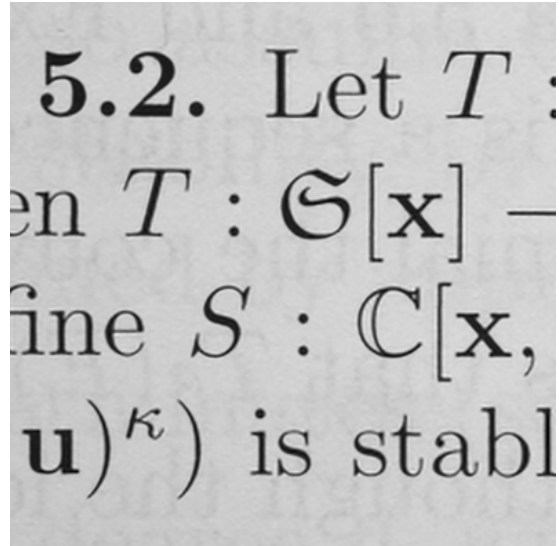 5.2. Let T :
en T : 𝔖[x] –
fine S : ℂ[x,
u)^κ) is stabl